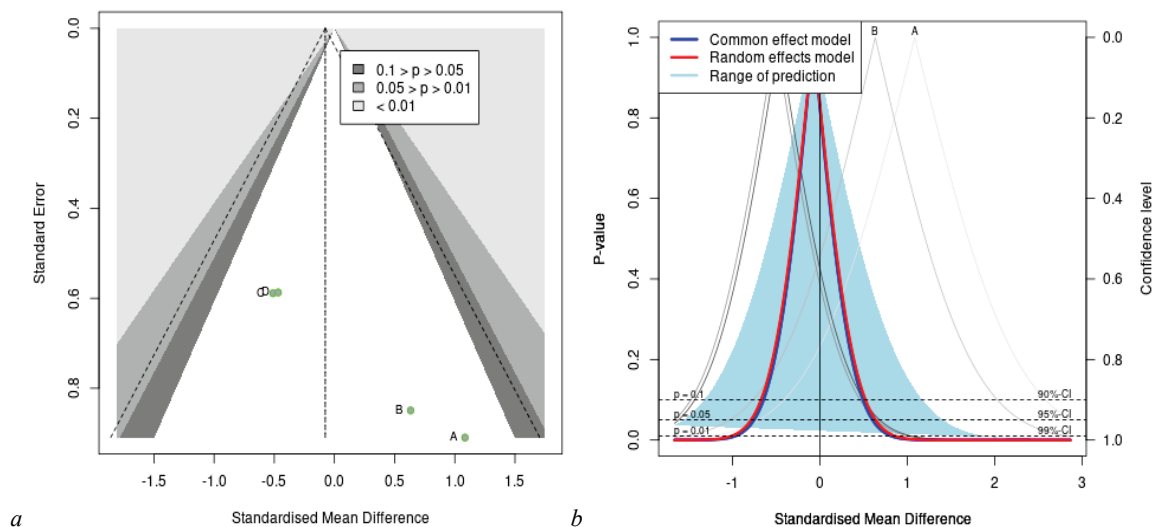 0.0
0.2
0.4
0.6
0.8
Standard Error
0.1 > p > 0.05
0.05 > p > 0.01
< 0.01
C D
B
A
-1.5 -1.0 -0.5 0.0 0.5 1.0 1.5
Standardised Mean Difference
a
B A
Common effect model
Random effects model
Range of prediction
1.0
0.8
0.6
0.4
0.2
0.0
P-value
0.0
0.2
0.4
0.6
0.8
1.0
Confidence level
p = 0.1 90%-CI
p = 0.05 95%-CI
p = 0.01 99%-CI
-1 0 1 2 3
Standardised Mean Difference
b